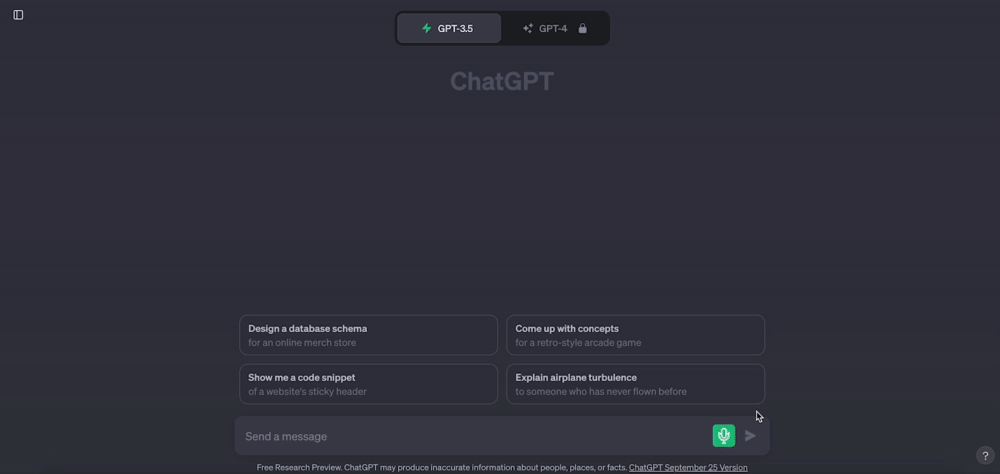 GPT-3.5
GPT-4
ChatGPT
Design a database schema
for an online merch store
Come up with concepts
for a retro-style arcade game
Show me a code snippet
of a website's sticky header
Explain airplane turbulence
to someone who has never flown before
Send a message
Free Research Preview. ChatGPT may produce inaccurate information about people, places, or facts. ChatGPT September 25 Version
?